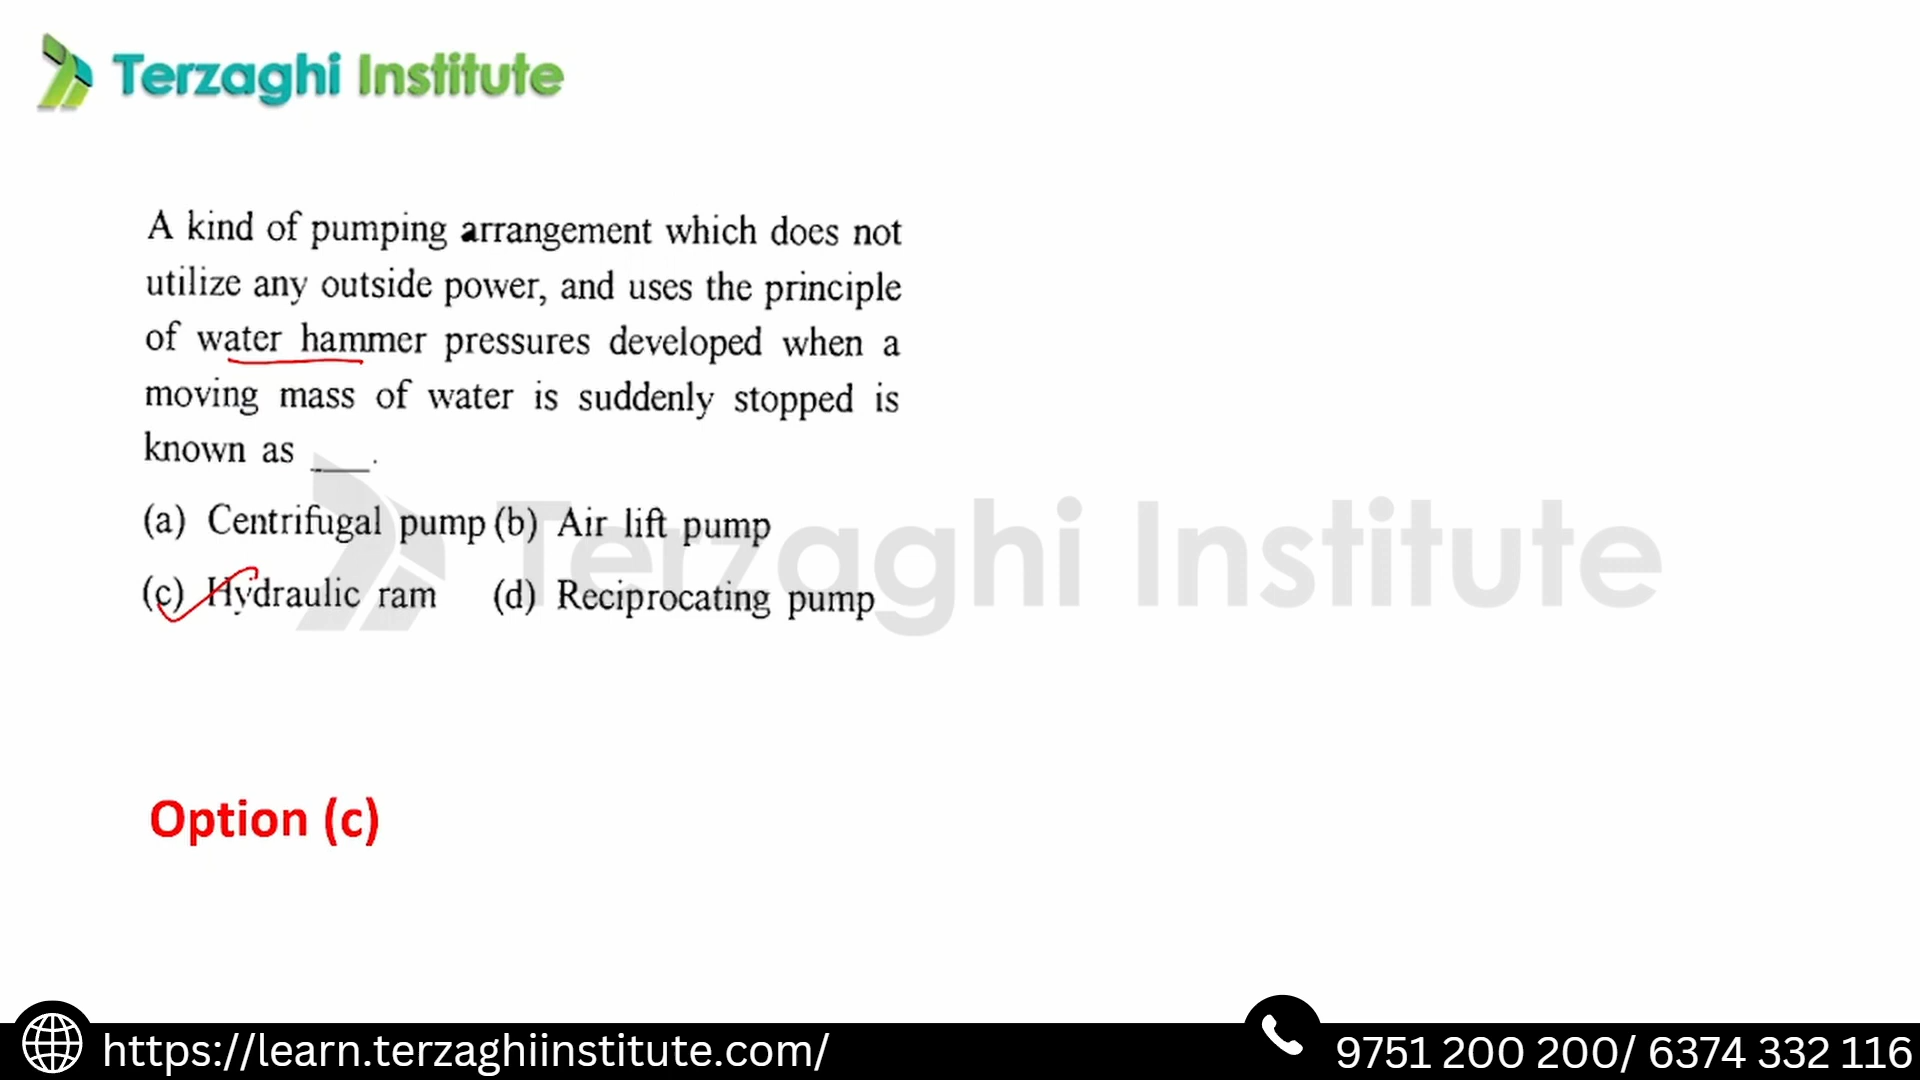 Terzaghi Institute
A kind of pumping arrangement which does not
utilize any outside power, and uses the principle
of water hammer pressures developed when a
moving mass of water is suddenly stopped is
known as ____.
(a) Centrifugal pump (b) Air lift pump
(c) Hydraulic ram (d) Reciprocating pump
Terzaghi Institute
Option (c)
https://learn.terzaghiinstitute.com/
9751 200 200/ 6374 332 116